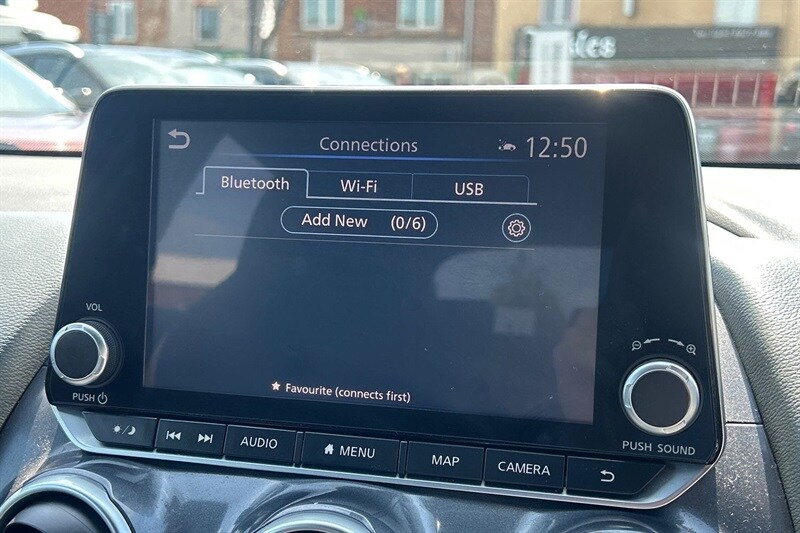 Connections 12:50
Bluetooth Wi-Fi USB
Add New (0/6)
★ Favourite (connects first)
VOL
PUSH
PUSH SOUND
AUDIO MENU MAP CAMERA